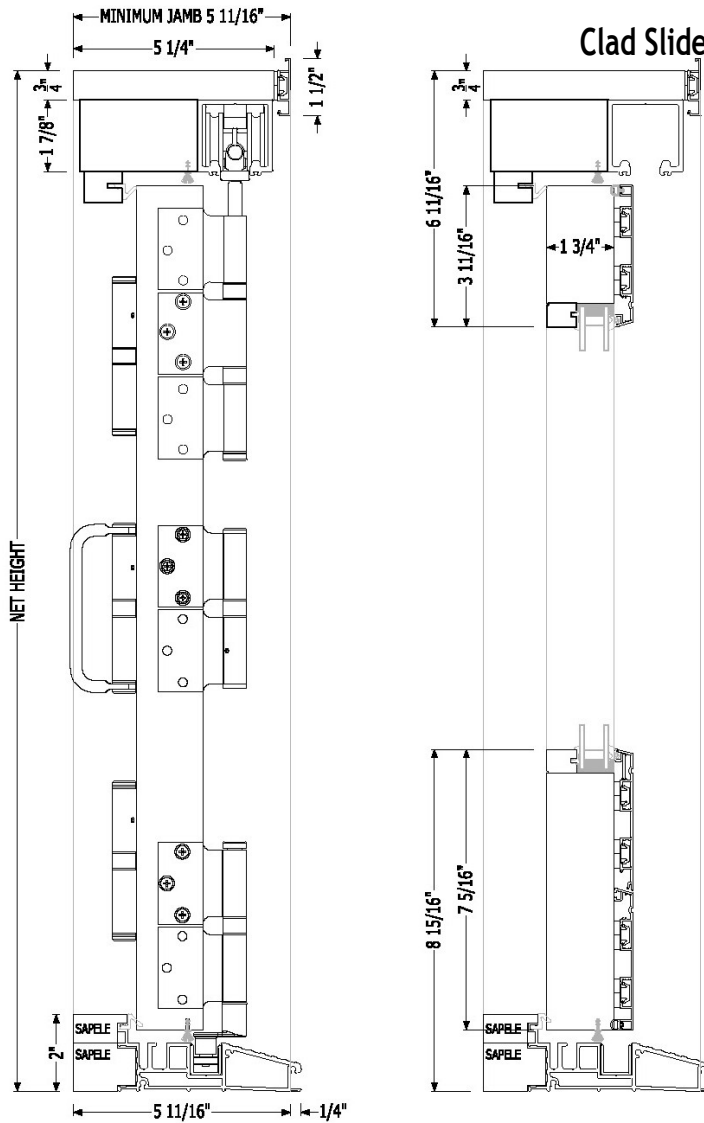 MINIMUM JAMB 5 11/16"
5 1/4"
Clad Slide
3"
4
1 7/8"
1 1/2"
NET HEIGHT
SAPELE
SAPELE
2"
5 11/16"
1/4"
3"
4
6 11/16"
3 11/16"
1 3/4"
8 15/16"
7 5/16"
SAPELE
SAPELE